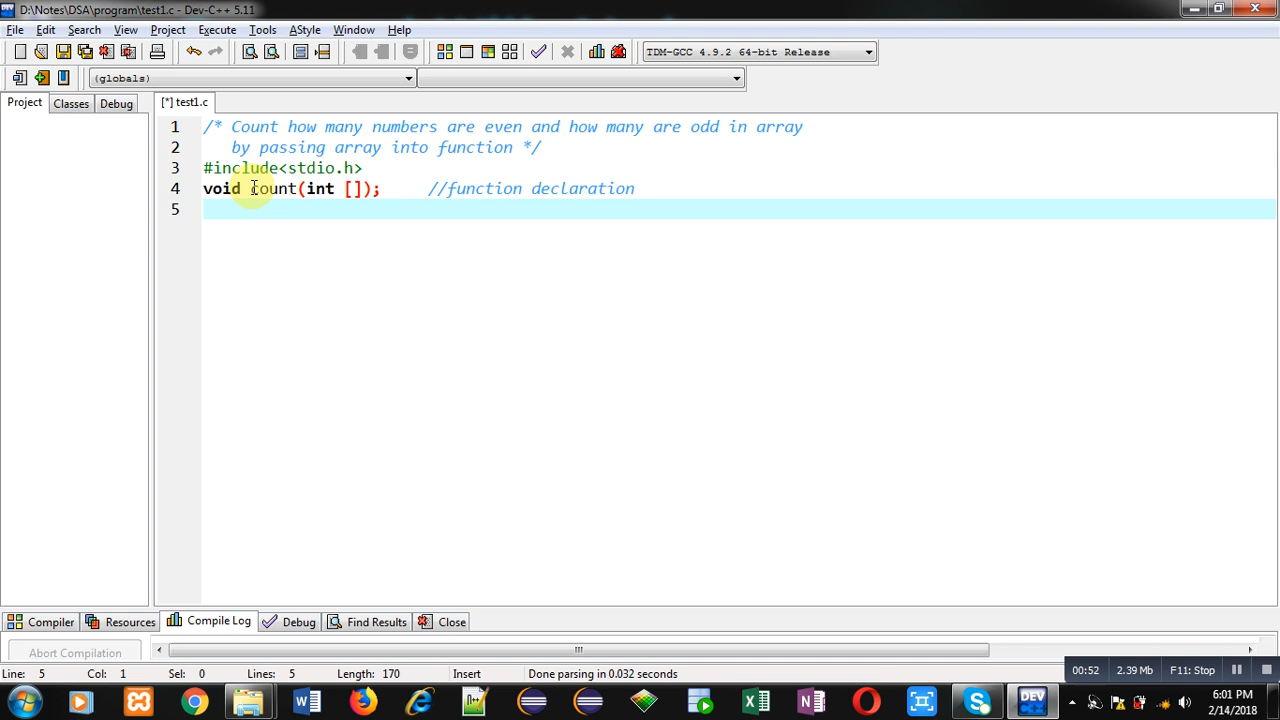 D:\Notes\DSA\program\test1.c - Dev-C++ 5.11
File Edit Search View Project Execute Tools AStyle Window Help
TDM-GCC 4.9.2 64-bit Release
(globals)
Project Classes Debug [*] test1.c
1 /* Count how many numbers are even and how many are odd in array
2 by passing array into function */
3 #include<stdio.h>
4 void count(int []); //function declaration
5
Compiler Resources Compile Log Debug Find Results Close
Abort Compilation
Line: 5 Col: 1 Sel: 0 Lines: 5 Length: 170 Insert Done parsing in 0.032 seconds
00:52 2.39 Mb F11: Stop
DEV
6:01 PM
2/14/2018